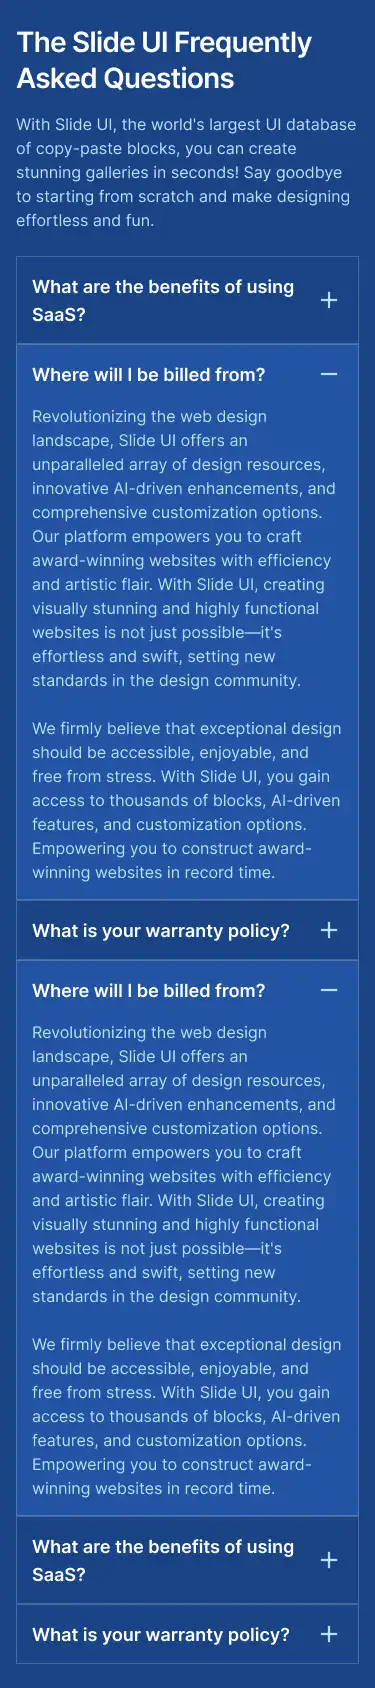 The Slide UI Frequently
Asked Questions
With Slide UI, the world's largest UI database
of copy-paste blocks, you can create
stunning galleries in seconds! Say goodbye
to starting from scratch and make designing
effortless and fun.
What are the benefits of using
SaaS?
Where will I be billed from?
Revolutionizing the web design
landscape, Slide UI offers an
unparalleled array of design resources,
innovative AI-driven enhancements, and
comprehensive customization options.
Our platform empowers you to craft
award-winning websites with efficiency
and artistic flair. With Slide UI, creating
visually stunning and highly functional
websites is not just possible—it's
effortless and swift, setting new
standards in the design community.
We firmly believe that exceptional design
should be accessible, enjoyable, and
free from stress. With Slide UI, you gain
access to thousands of blocks, AI-driven
features, and customization options.
Empowering you to construct award-
winning websites in record time.
What is your warranty policy?
Where will I be billed from?
Revolutionizing the web design
landscape, Slide UI offers an
unparalleled array of design resources,
innovative AI-driven enhancements, and
comprehensive customization options.
Our platform empowers you to craft
award-winning websites with efficiency
and artistic flair. With Slide UI, creating
visually stunning and highly functional
websites is not just possible—it's
effortless and swift, setting new
standards in the design community.
We firmly believe that exceptional design
should be accessible, enjoyable, and
free from stress. With Slide UI, you gain
access to thousands of blocks, AI-driven
features, and customization options.
Empowering you to construct award-
winning websites in record time.
What are the benefits of using
SaaS?
What is your warranty policy?